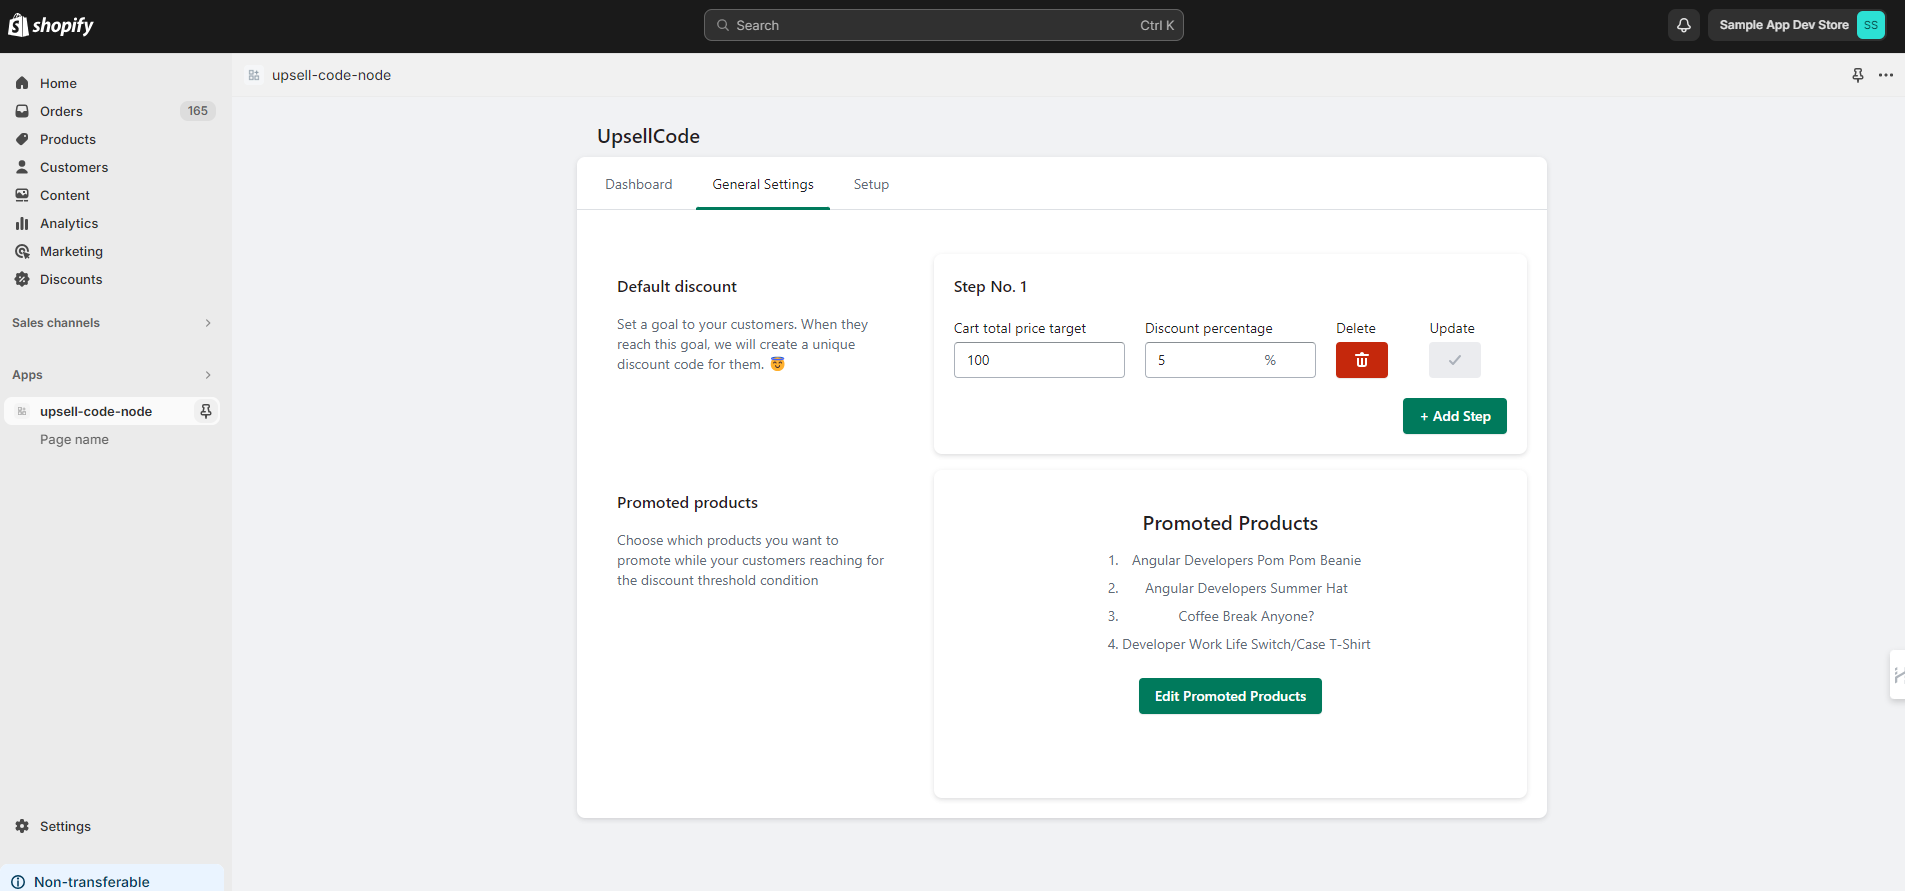 shopify
Search
Ctrl K
Sample App Dev Store
SS
Home
Orders
165
Products
Customers
Content
Analytics
Marketing
Discounts
Sales channels
Apps
upsell-code-node
Page name
Settings
Non-transferable
upsell-code-node
UpsellCode
Dashboard
General Settings
Setup
Default discount
Set a goal to your customers. When they
reach this goal, we will create a unique
discount code for them. 😇
Step No. 1
Cart total price target
Discount percentage
Delete
Update
100
5
%
+ Add Step
Promoted products
Choose which products you want to
promote while your customers reaching for
the discount threshold condition
Promoted Products
1. Angular Developers Pom Pom Beanie
2. Angular Developers Summer Hat
3. Coffee Break Anyone?
4. Developer Work Life Switch/Case T-Shirt
Edit Promoted Products